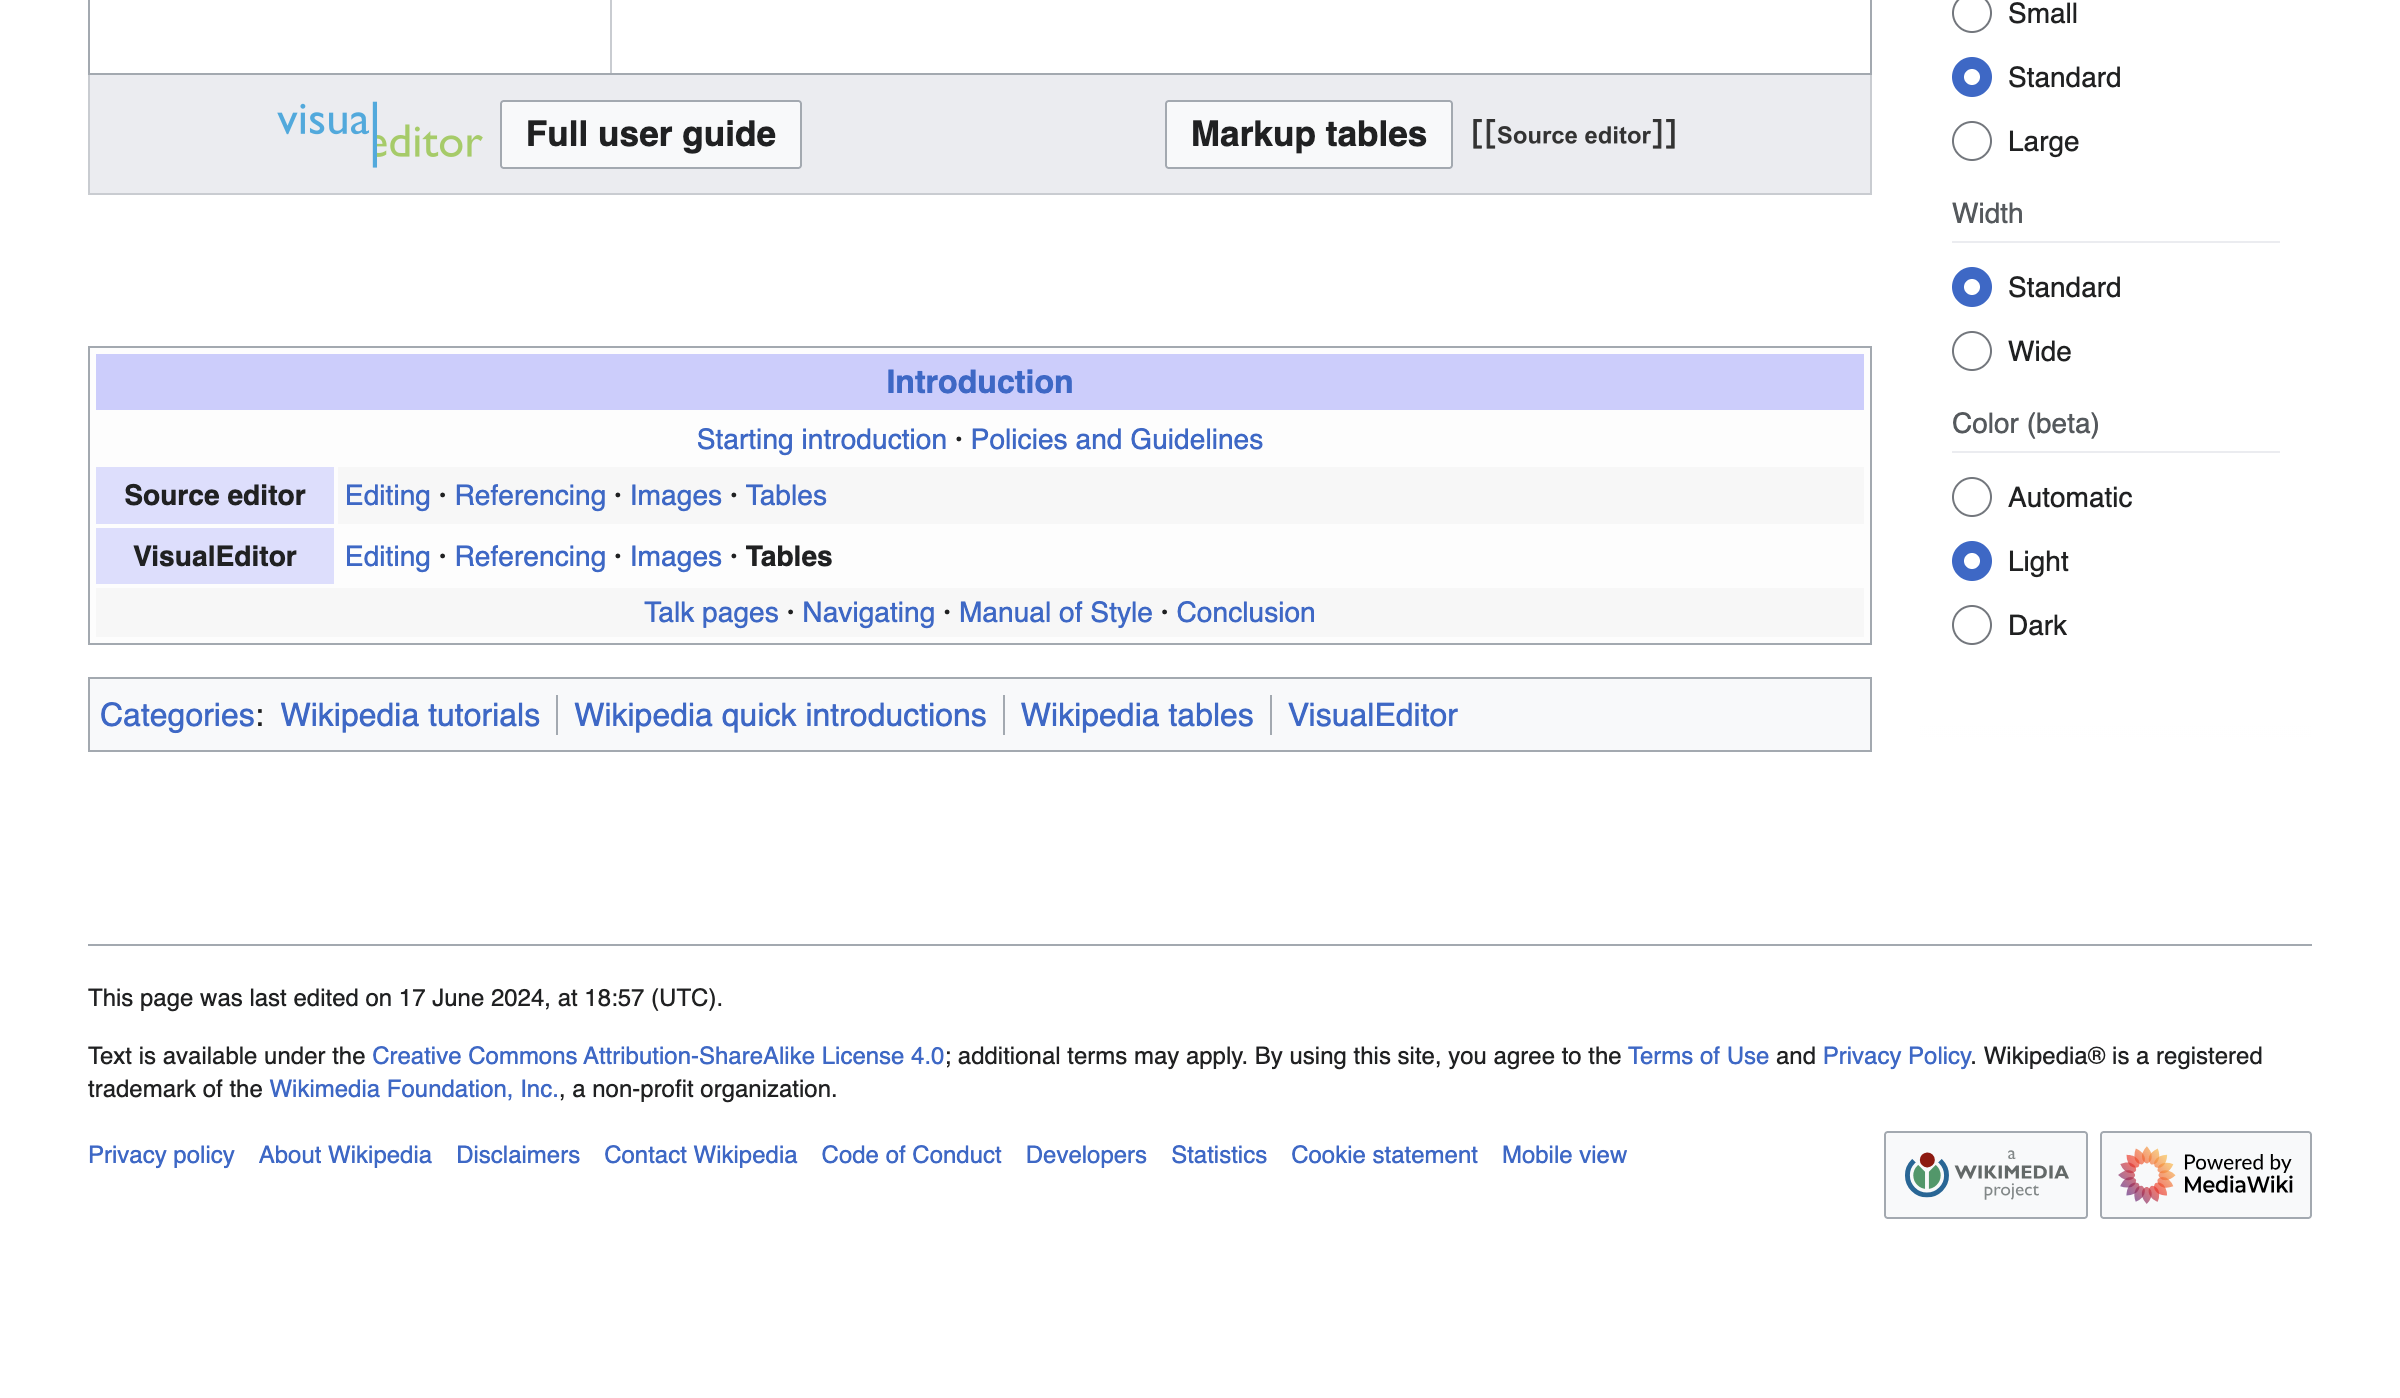 Small
Standard
Large
visualeditor
Full user guide
Markup tables
[[Source editor]]
Width
Standard
Wide
Color (beta)
Automatic
Light
Dark
Introduction
Starting introduction · Policies and Guidelines
Source editor Editing · Referencing · Images · Tables
VisualEditor Editing · Referencing · Images · Tables
Talk pages · Navigating · Manual of Style · Conclusion
Categories: Wikipedia tutorials | Wikipedia quick introductions | Wikipedia tables | VisualEditor
This page was last edited on 17 June 2024, at 18:57 (UTC).
Text is available under the Creative Commons Attribution-ShareAlike License 4.0; additional terms may apply. By using this site, you agree to the Terms of Use and Privacy Policy. Wikipedia® is a registered
trademark of the Wikimedia Foundation, Inc., a non-profit organization.
Privacy policy About Wikipedia Disclaimers Contact Wikipedia Code of Conduct Developers Statistics Cookie statement Mobile view
a
WIKIMEDIA
project
Powered by
MediaWiki